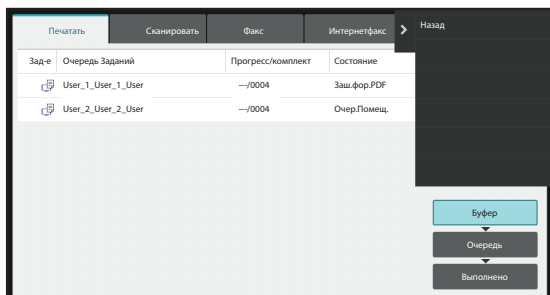 Печатать Сканировать Факс Интернетфакс Назад
Зад-е Очередь Заданий Прогресс/комплект Состояние
User_1_User_1_User ---/0004 Заш.фор.PDF
User_2_User_2_User ---/0004 Очер.Помещ.
Буфер
Очередь
Выполнено